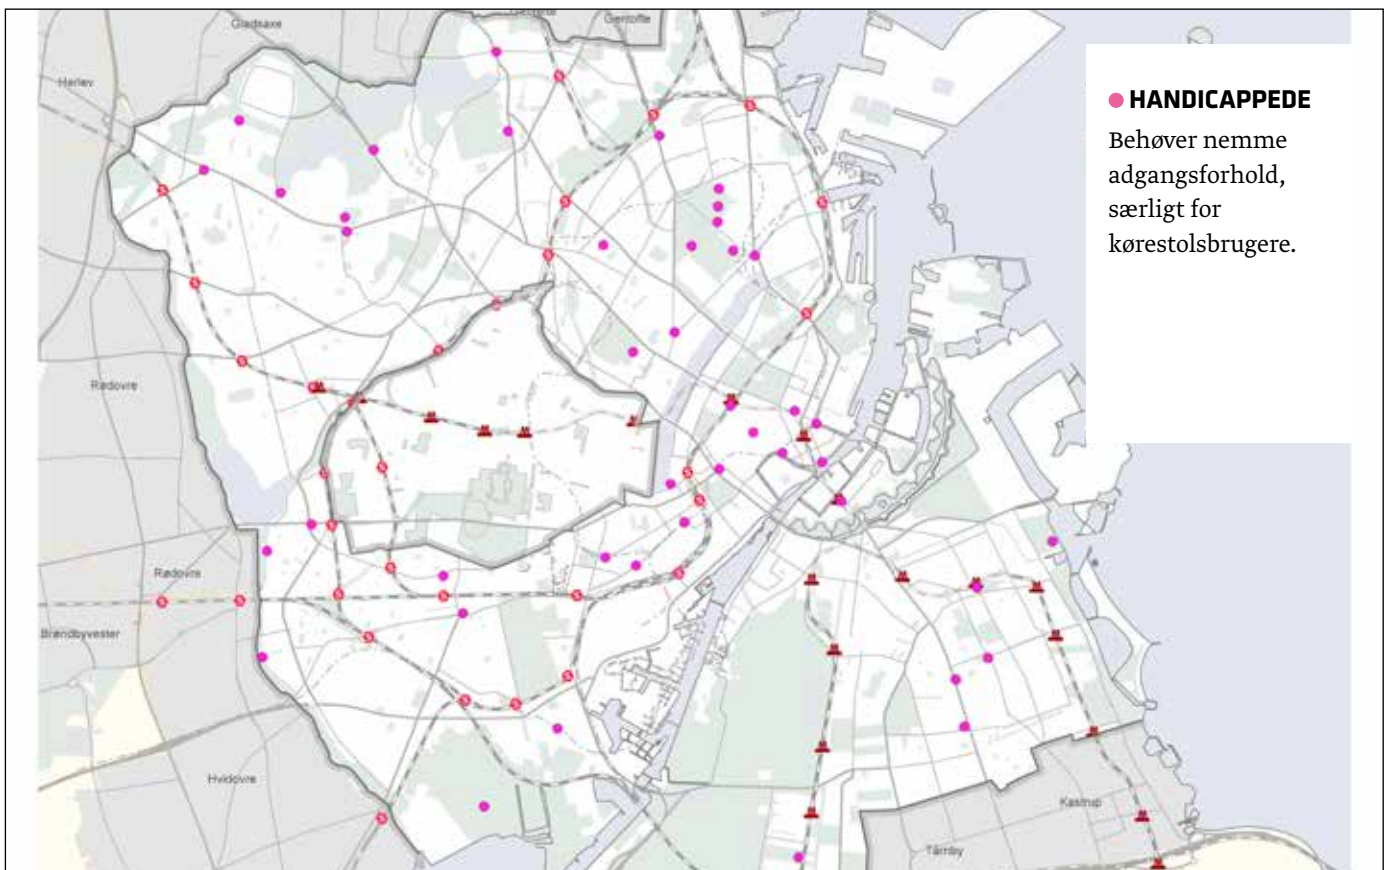 Gladsaxe
Gentofte
Herlev
HANDICAPPEDE
Behøver nemme
adgangsforhold,
særligt for
kørestolsbrugere.
Rødovre
Rødovre
Brøndbyvester
Hvidovre
Kastrup
Tårnby